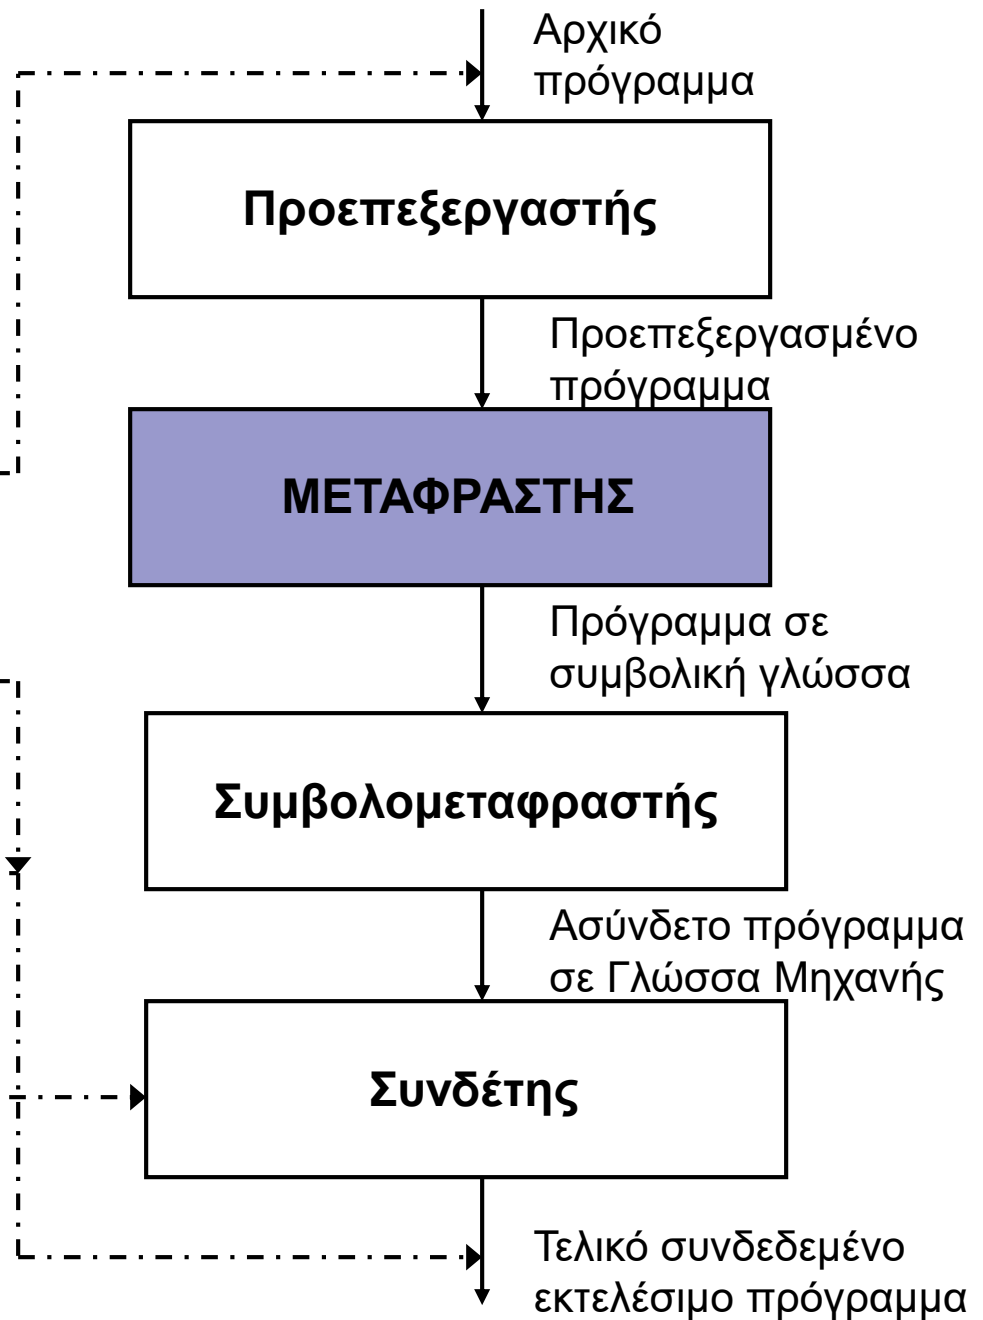 Αρχικό
πρόγραμμα
Προεπεξεργαστής
Προεπεξεργασμένο
πρόγραμμα
ΜΕΤΑΦΡΑΣΤΗΣ
Πρόγραμμα σε
συμβολική γλώσσα
Συμβολομεταφραστής
Ασύνδετο πρόγραμμα
σε Γλώσσα Μηχανής
Συνδέτης
Τελικό συνδεδεμένο
εκτελέσιμο πρόγραμμα